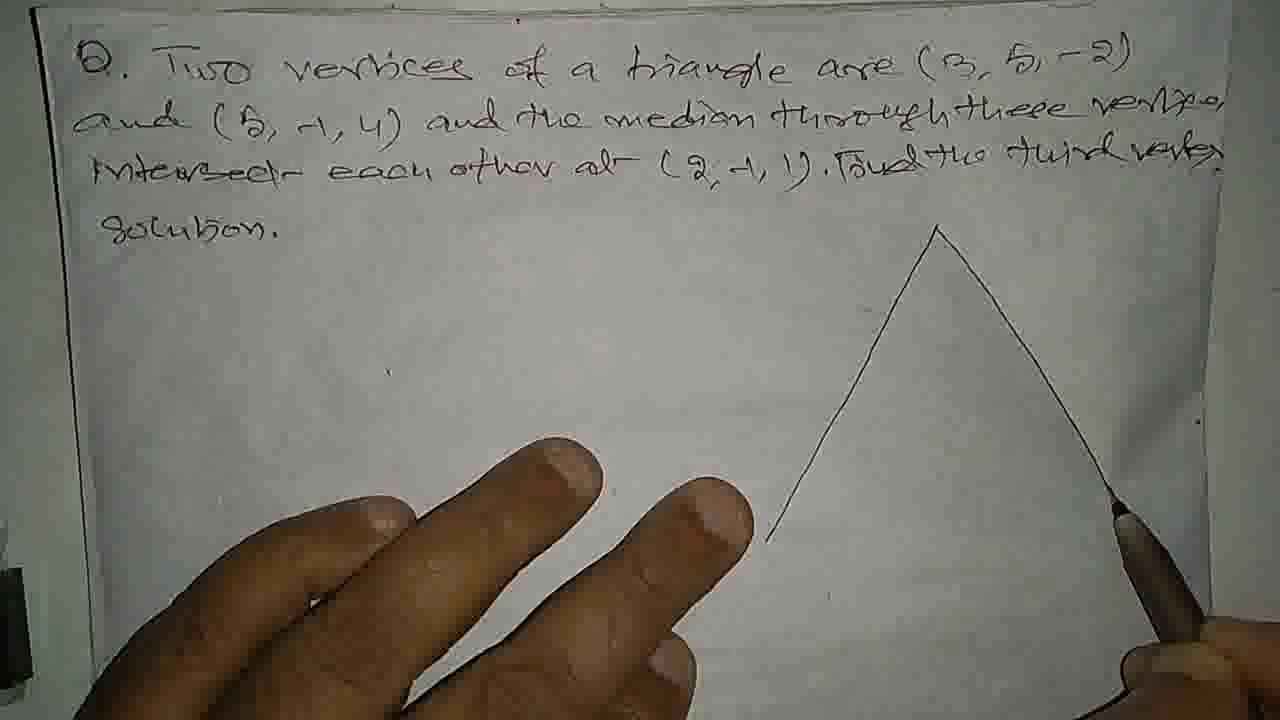 Q. Two vertices of a triangle are (3, 5, -2)
and (5, -1, 4) and the median through these vertices
intersect each other at (2, -1, 1). Find the third vertex.
Solution.